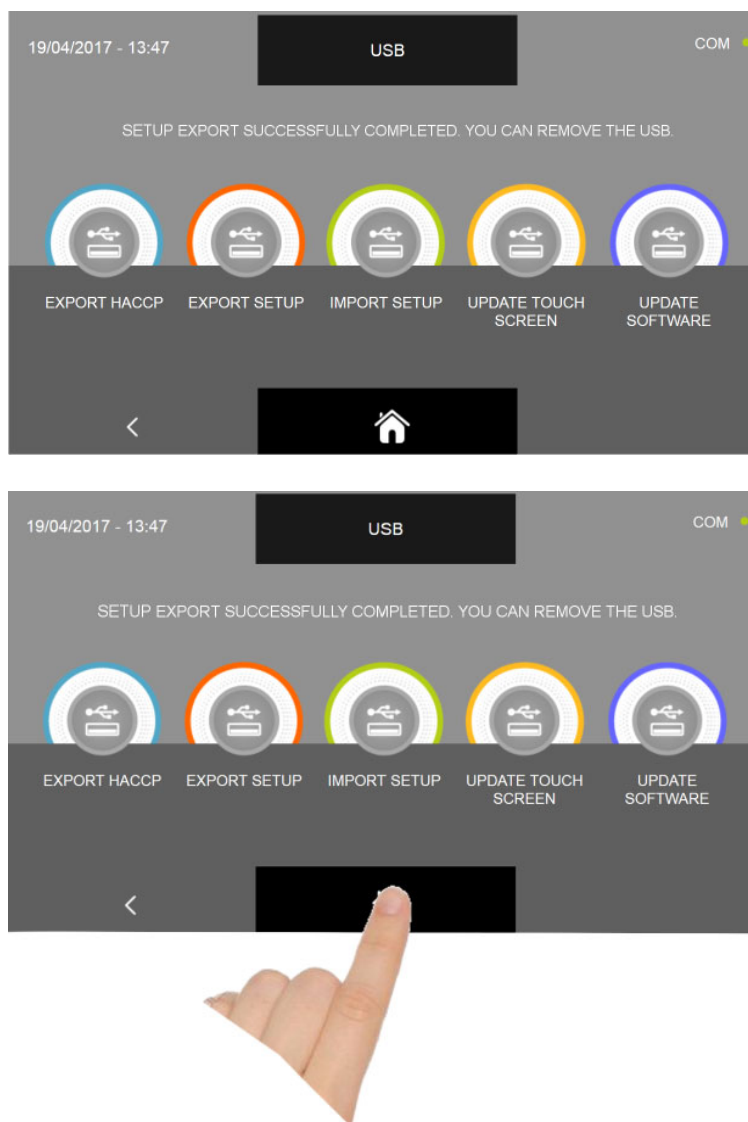 19/04/2017 - 13:47
USB
COM
SETUP EXPORT SUCCESSFULLY COMPLETED. YOU CAN REMOVE THE USB.
EXPORT HACCP
EXPORT SETUP
IMPORT SETUP
UPDATE TOUCH
SCREEN
UPDATE
SOFTWARE
19/04/2017 - 13:47
USB
COM
SETUP EXPORT SUCCESSFULLY COMPLETED. YOU CAN REMOVE THE USB.
EXPORT HACCP
EXPORT SETUP
IMPORT SETUP
UPDATE TOUCH
SCREEN
UPDATE
SOFTWARE